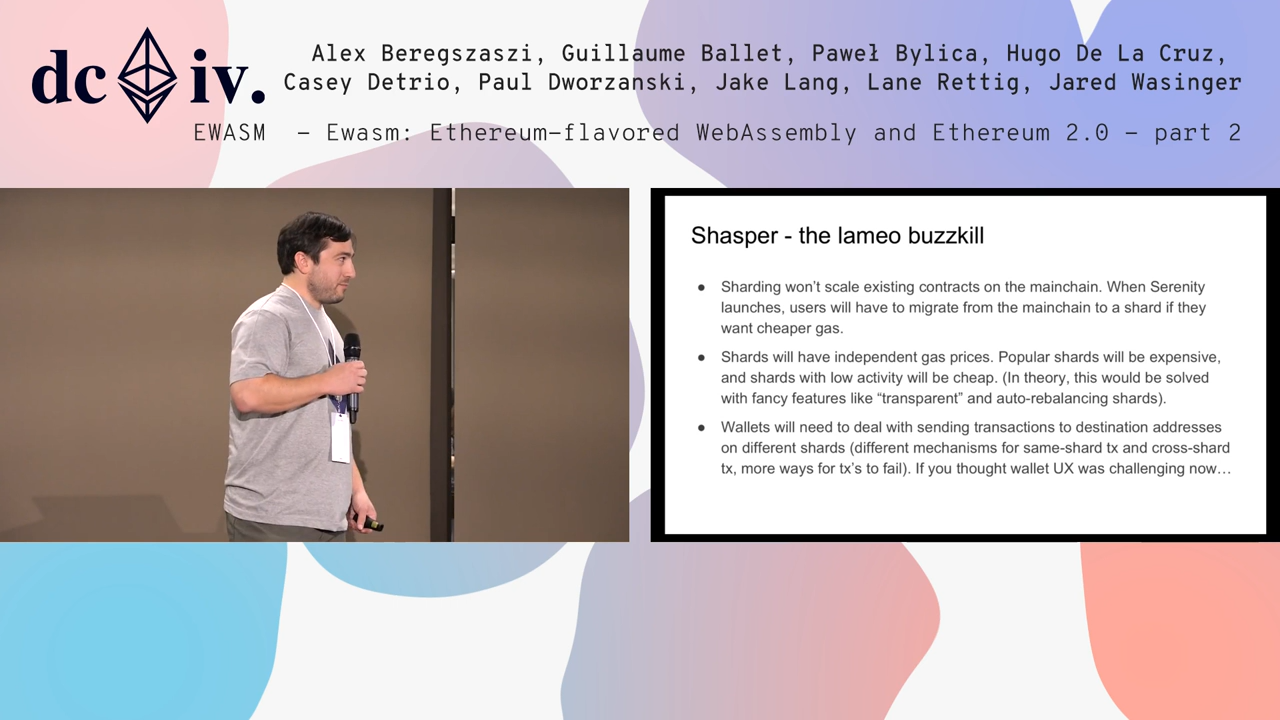 dc iv.
Alex Beregszaszi, Guillaume Ballet, Paweł Bylica, Hugo De La Cruz,
Casey Detrio, Paul Dworzanski, Jake Lang, Lane Rettig, Jared Wasinger
EWASM – Ewasm: Ethereum-flavored WebAssembly and Ethereum 2.0 – part 2
Shasper - the lameo buzzkill
● Sharding won't scale existing contracts on the mainchain. When Serenity
launches, users will have to migrate from the mainchain to a shard if they
want cheaper gas.
● Shards will have independent gas prices. Popular shards will be expensive,
and shards with low activity will be cheap. (In theory, this would be solved
with fancy features like “transparent” and auto-rebalancing shards).
● Wallets will need to deal with sending transactions to destination addresses
on different shards (different mechanisms for same-shard tx and cross-shard
tx, more ways for tx's to fail). If you thought wallet UX was challenging now…